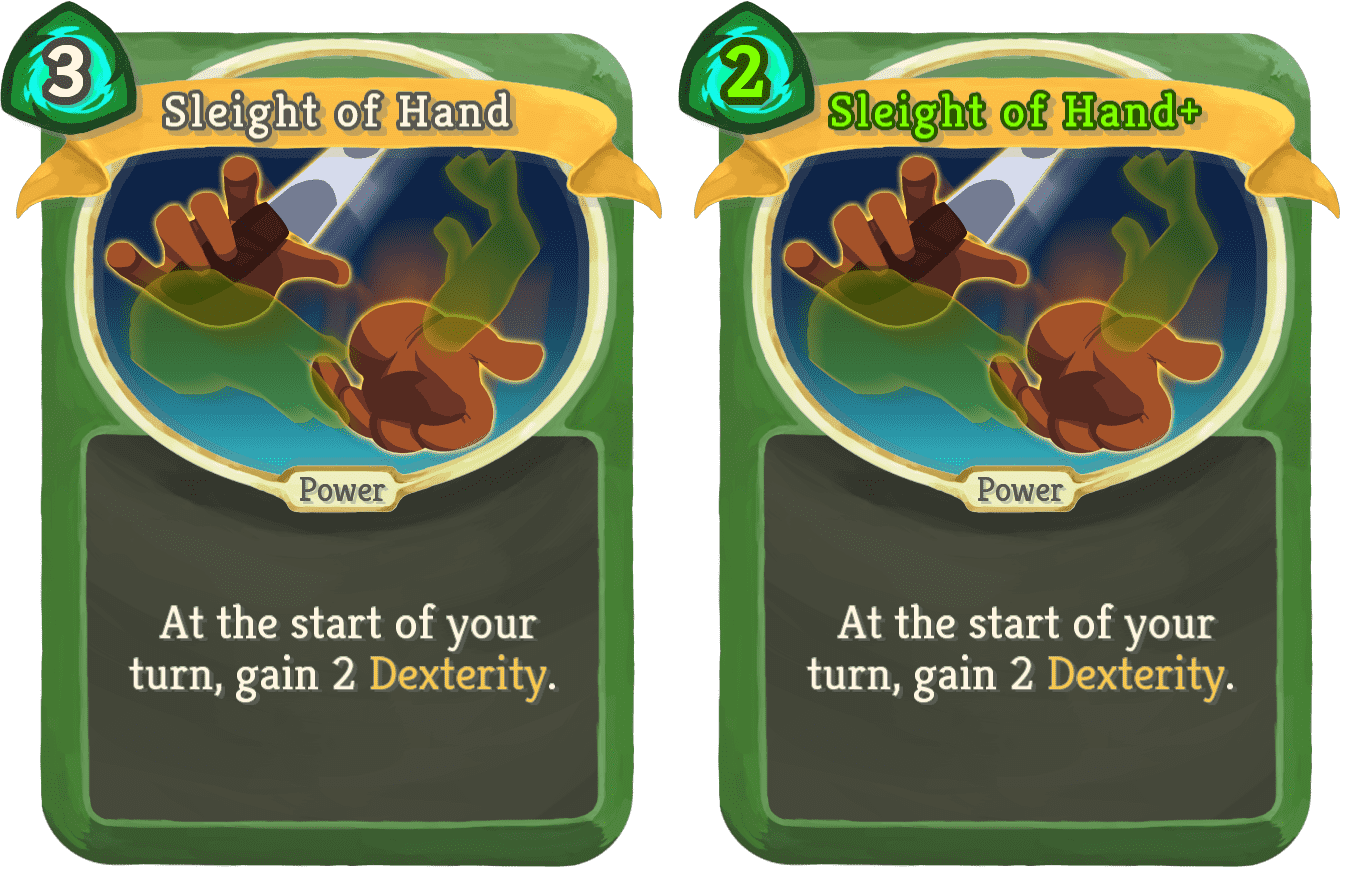 3
Sleight of Hand
Power
At the start of your
turn, gain 2 Dexterity.
2
Sleight of Hand+
Power
At the start of your
turn, gain 2 Dexterity.